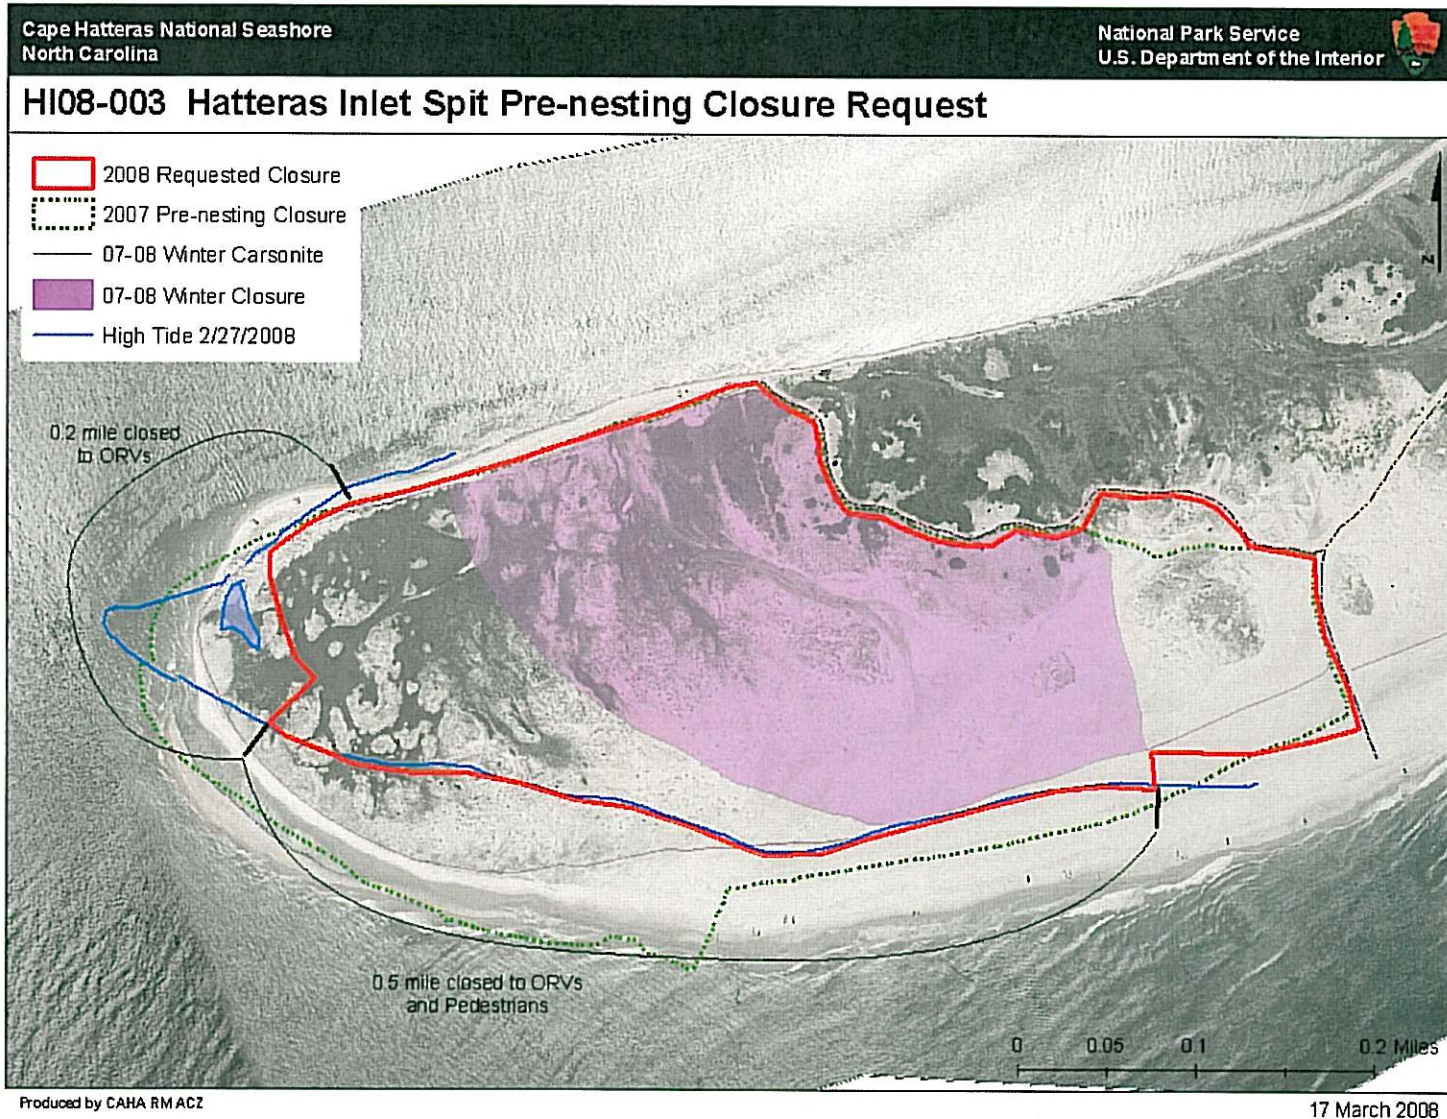 Cape Hatteras National Seashore
North Carolina
National Park Service
U.S. Department of the Interior
HI08-003 Hatteras Inlet Spit Pre-nesting Closure Request
2008 Requested Closure
2007 Pre-nesting Closure
07-08 Winter Carsonite
07-08 Winter Closure
High Tide 2/27/2008
N
0.2 mile closed
to ORVs
0.5 mile closed to ORVs
and Pedestrians
0 0.05 0.1 0.2 Miles
Produced by CAHA RM ACZ
17 March 2008